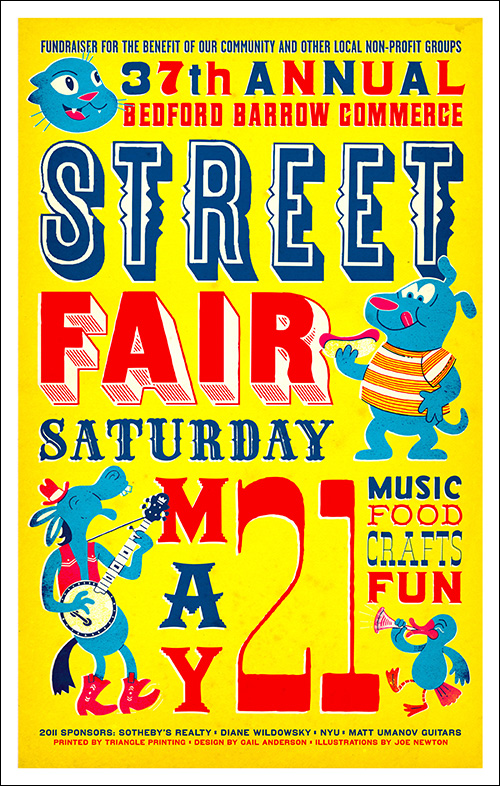 FUNDRAISER FOR THE BENEFIT OF OUR COMMUNITY AND OTHER LOCAL NON-PROFIT GROUPS
37th ANNUAL
BEDFORD BARROW COMMERCE
STREET
FAIR
SATURDAY
MAY
21
MUSIC
FOOD
CRAFTS
FUN
2011 SPONSORS: SOTHEBY'S REALTY • DIANE WILDOWSKY • NYU • MATT UMANOV GUITARS
PRINTED BY TRIANGLE PRINTING • DESIGN BY GAIL ANDERSON • ILLUSTRATIONS BY JOE NEWTON